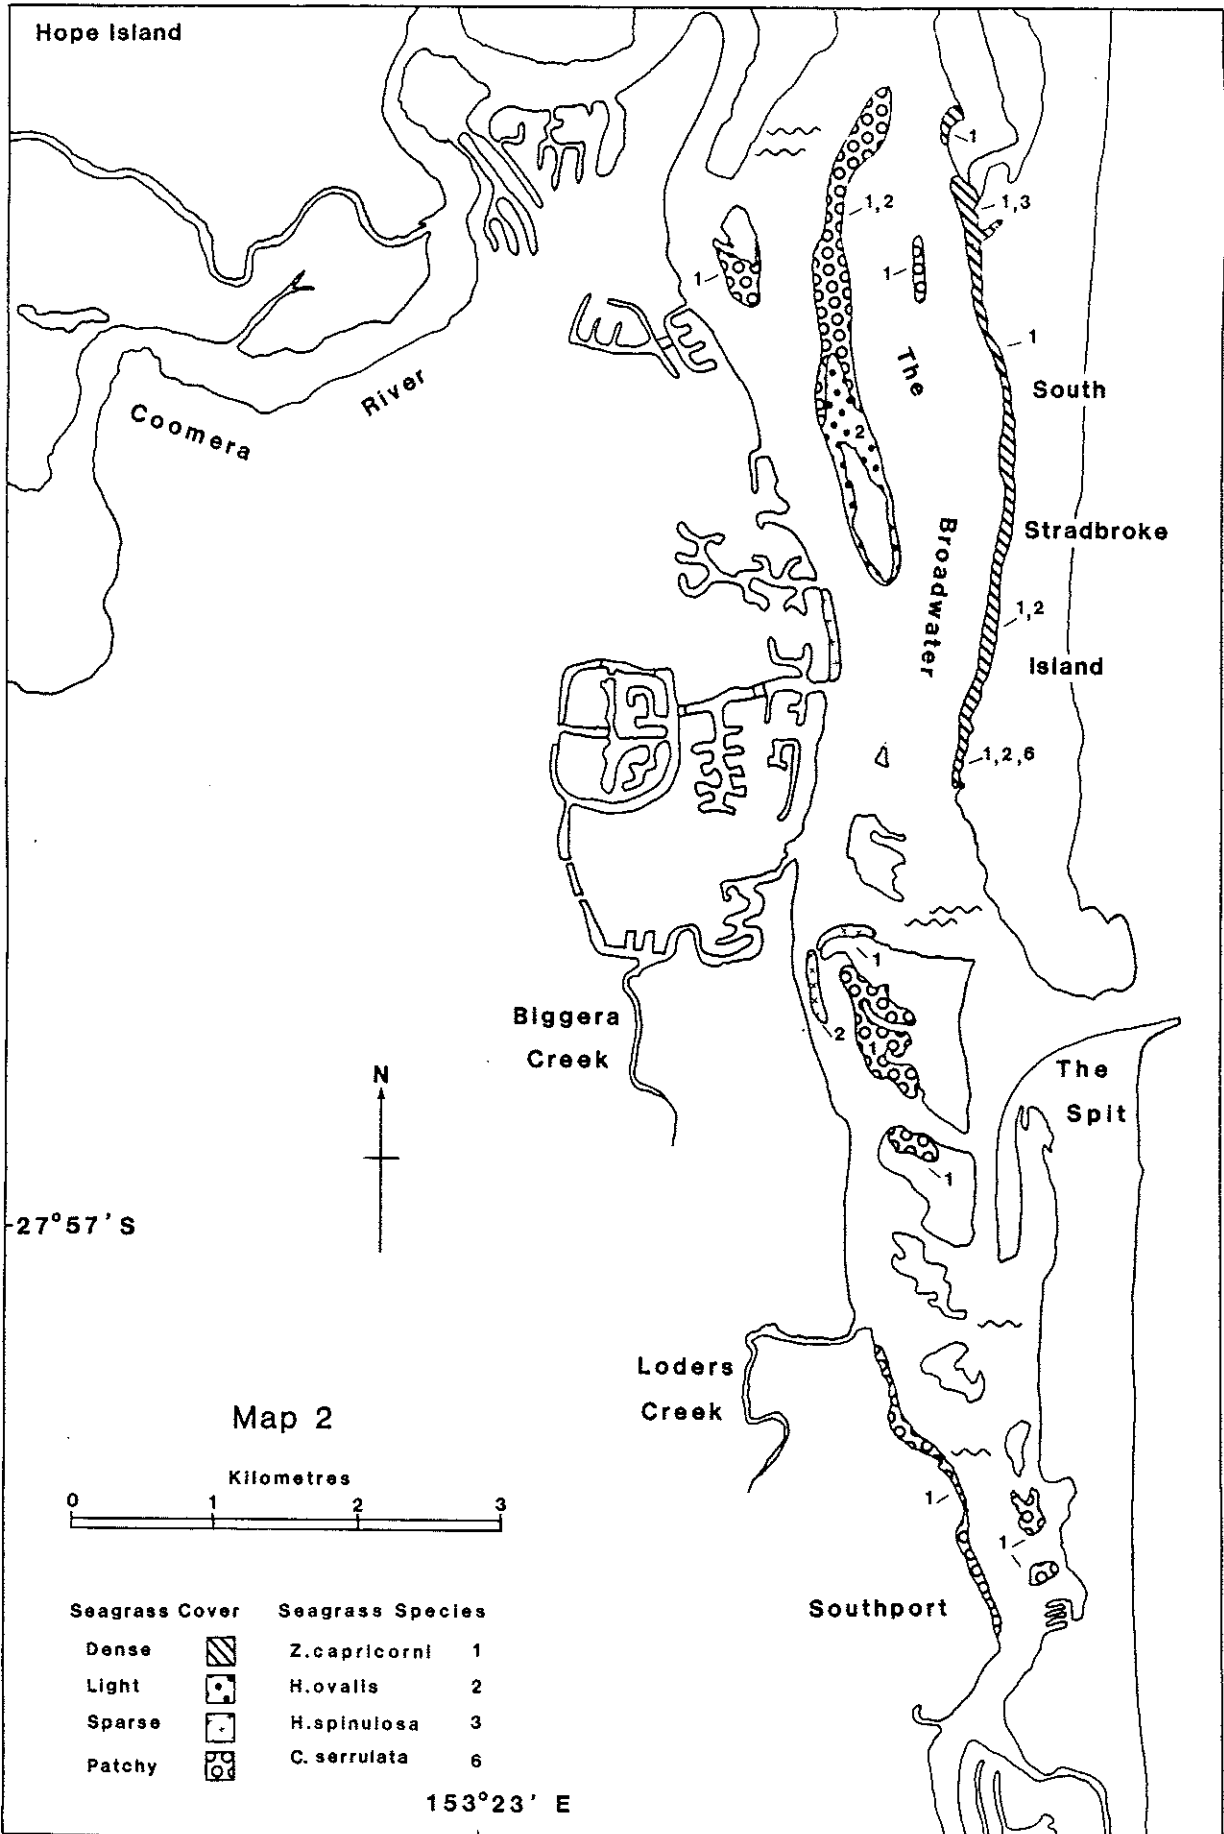 Hope Island
1
1,2
1,3
1
1
The
1
South
River
Coomera
2
Broadwater
Stradbroke
1,2
Island
1,2,6
1
Biggera
Creek
2
1
The
Spit
N
1
27°57'S
Loders
Creek
Map 2
Kilometres
0 1 2 3
1
1
Southport
Seagrass Cover Seagrass Species
Dense Z.capricorni 1
Light H.ovalis 2
Sparse H.spinulosa 3
Patchy C. serrulata 6
153°23' E